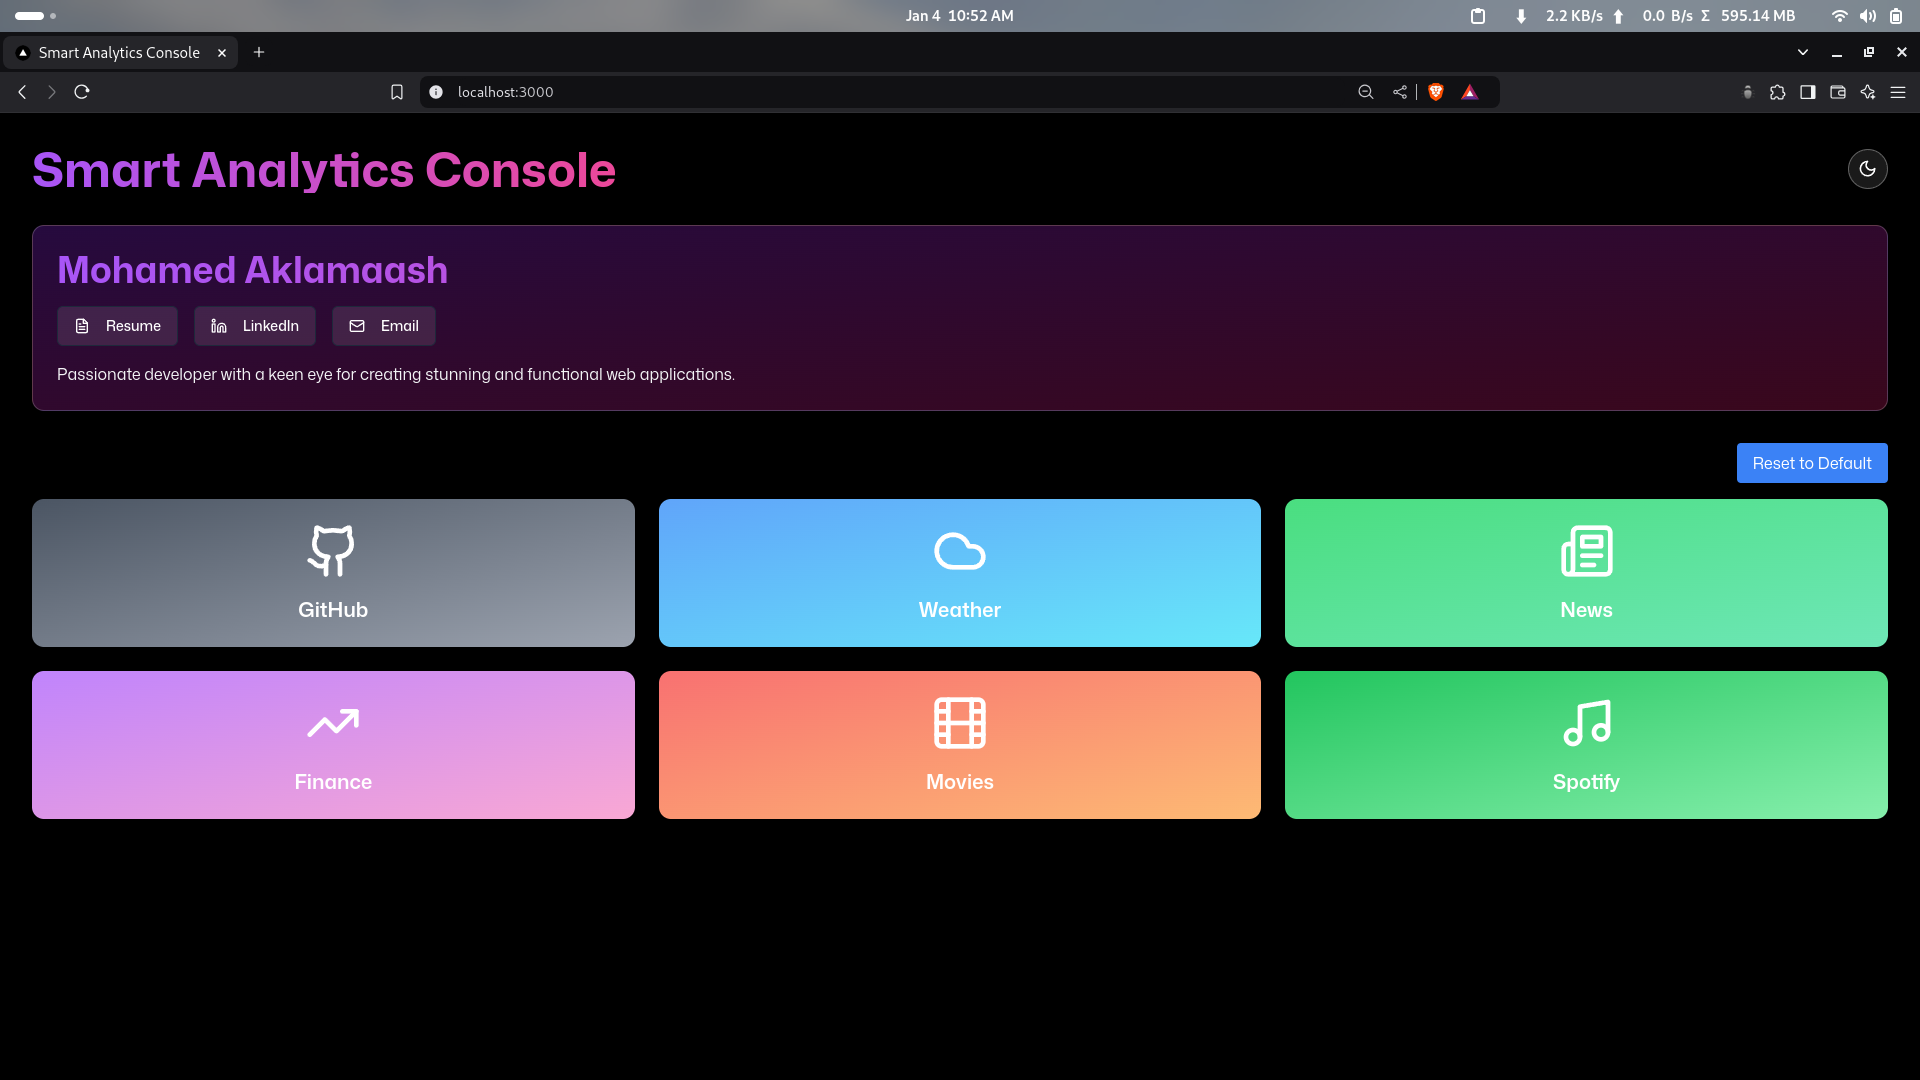 Jan 4 10:52 AM
2.2 KB/s 0.0 B/s Σ 595.14 MB
Smart Analytics Console
localhost:3000
Smart Analytics Console
Mohamed Aklamaash
Resume LinkedIn Email
Passionate developer with a keen eye for creating stunning and functional web applications.
Reset to Default
GitHub Weather News
Finance Movies Spotify